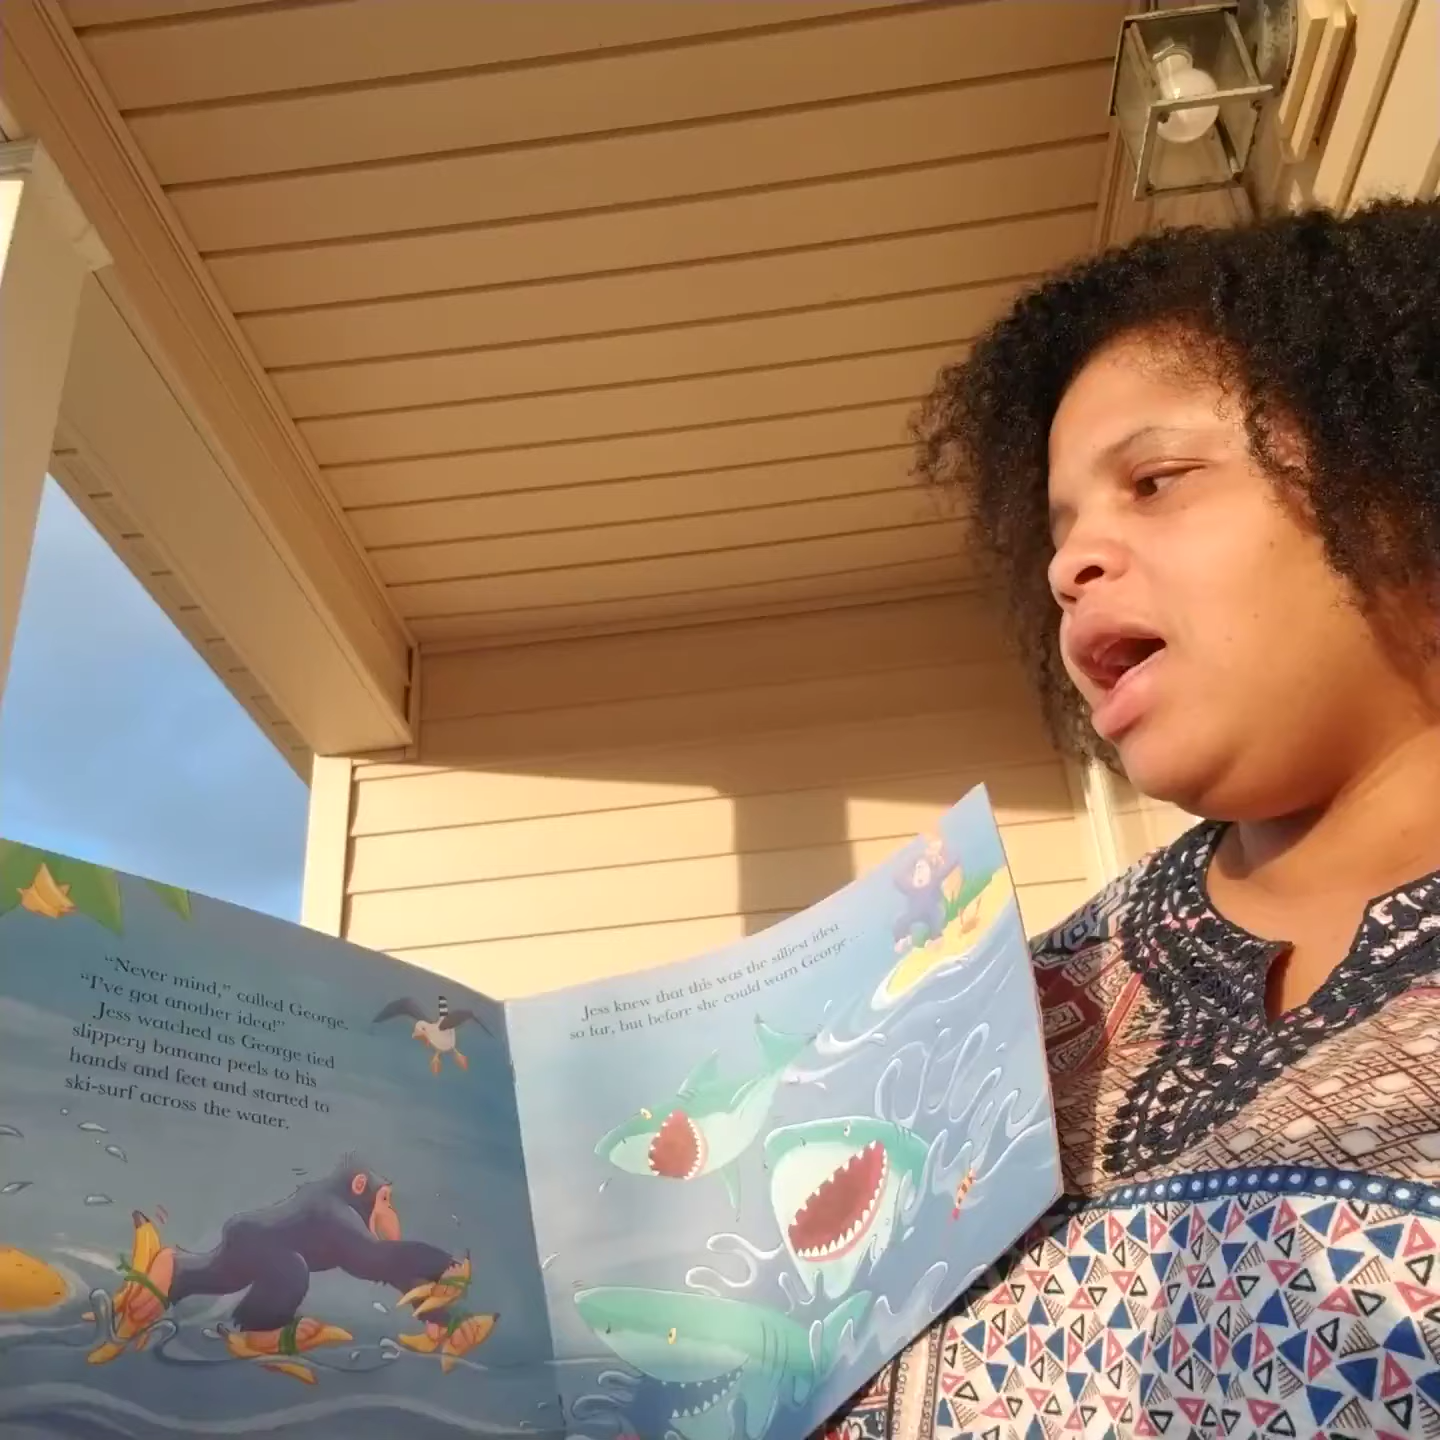 “Never mind,” called George.
“I’ve got another idea!”
Jess watched as George tied
slippery banana peels to his
hands and feet and started to
ski-surf across the water.
Jess knew that this was the silliest idea
so far, but before she could warn George . . .